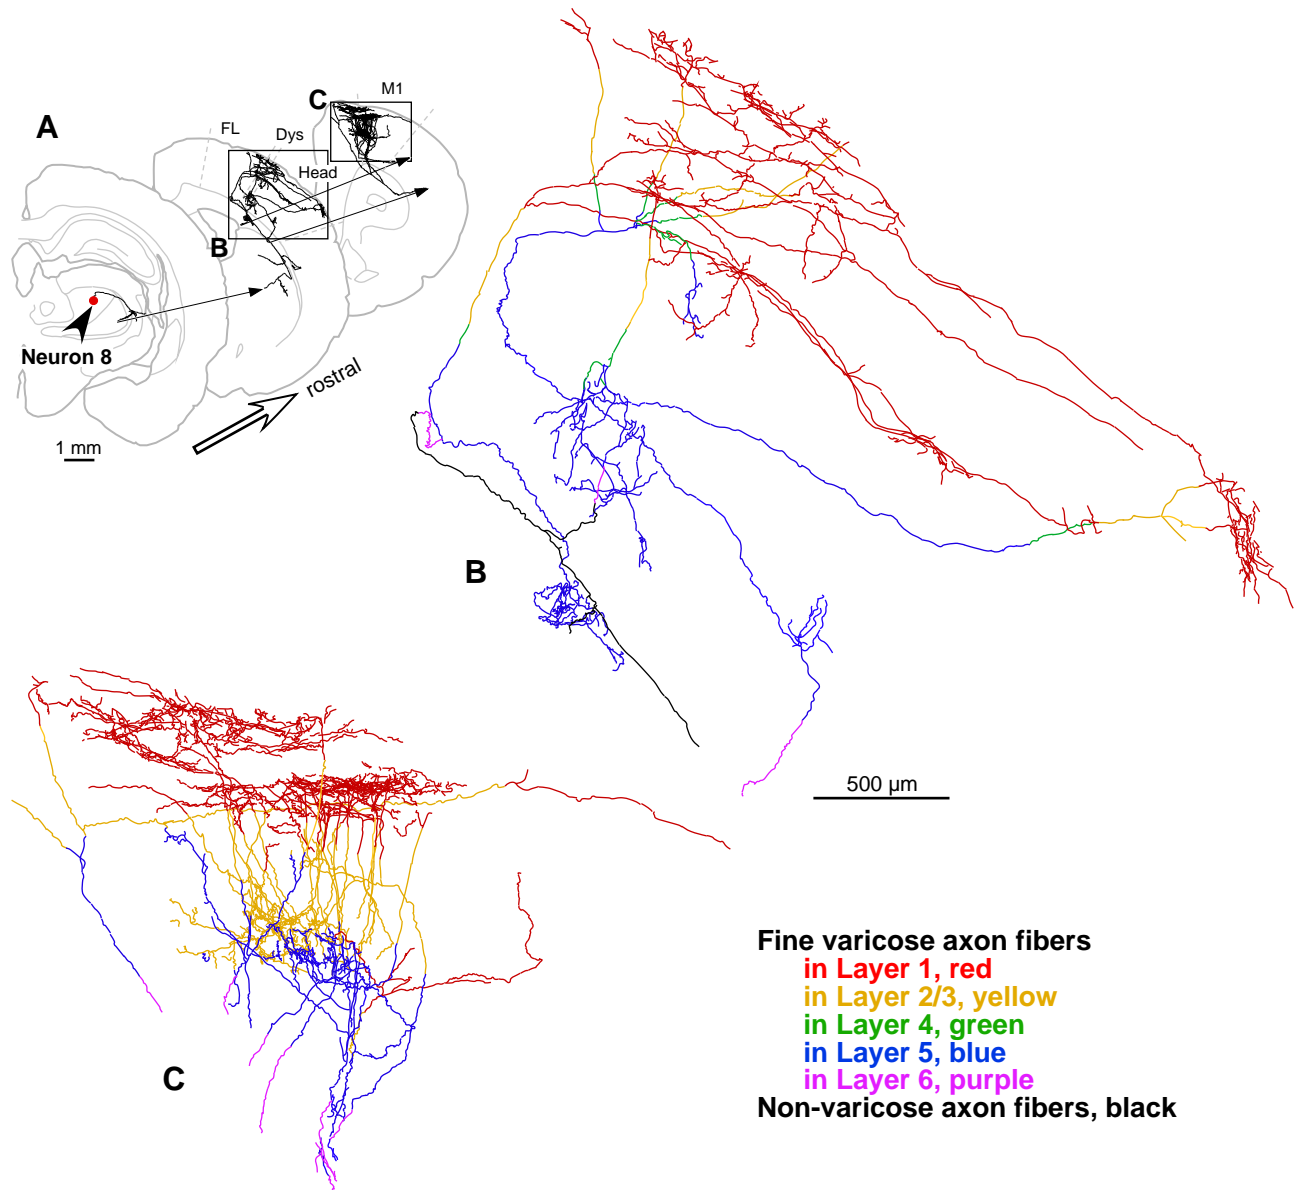 A
C
M1
FL
Dys
Head
B
Neuron 8
rostral
1 mm
B
500 µm
C
Fine varicose axon fibers
in Layer 1, red
in Layer 2/3, yellow
in Layer 4, green
in Layer 5, blue
in Layer 6, purple
Non-varicose axon fibers, black